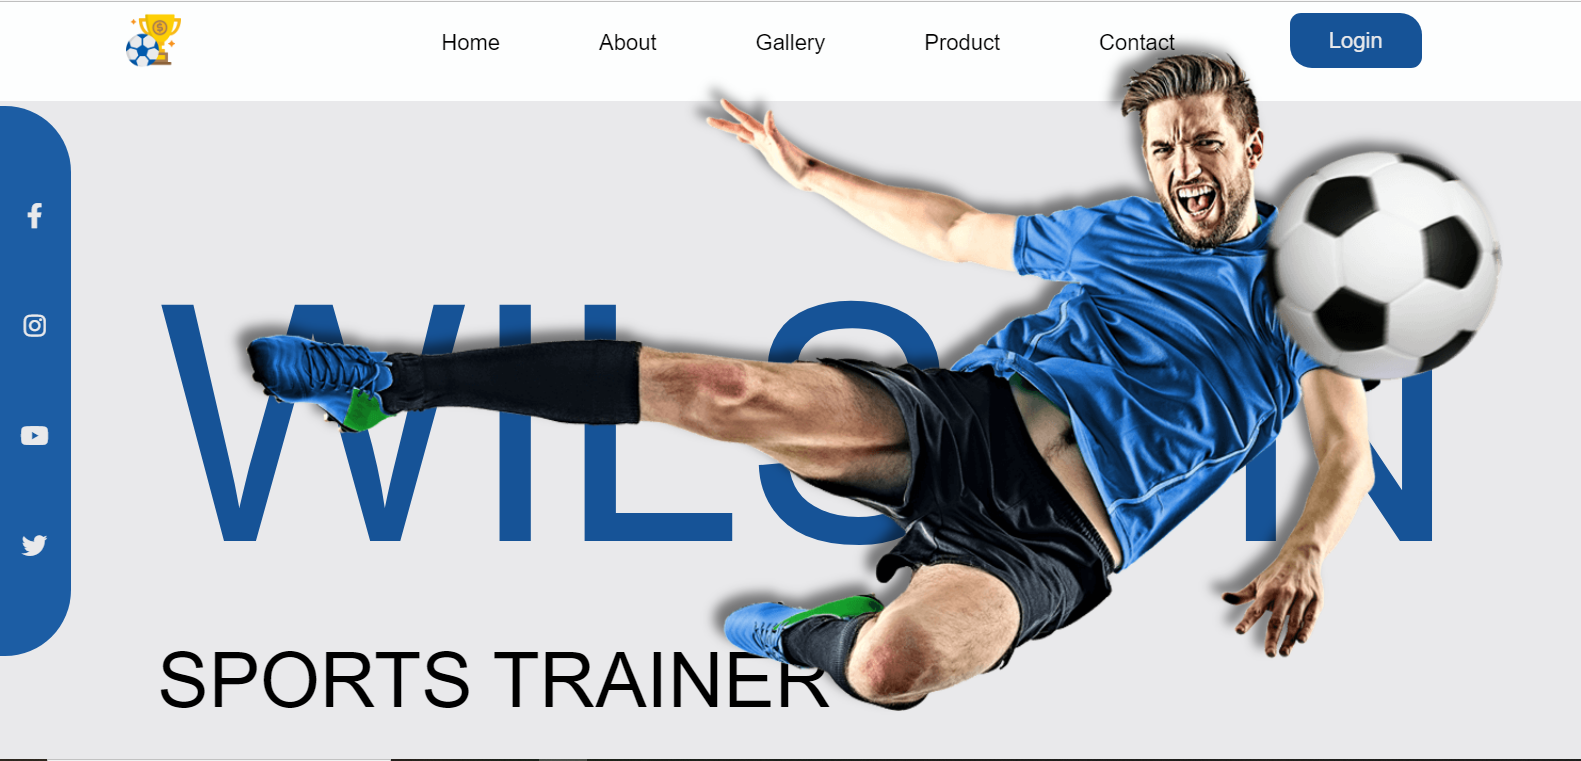 Home About Gallery Product Contact Login
WILSON
SPORTS TRAINER